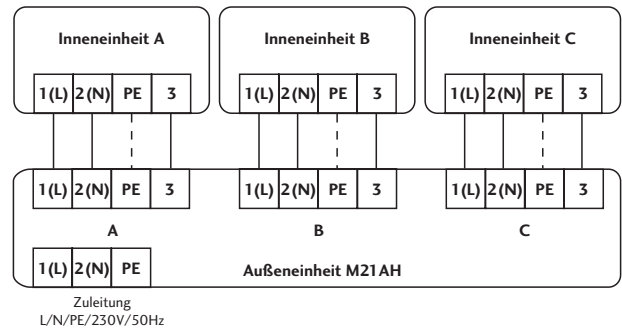 Inneneinheit A
Inneneinheit B
Inneneinheit C
1(L) 2(N) PE 3
1(L) 2(N) PE 3
1(L) 2(N) PE 3
1(L) 2(N) PE 3
1(L) 2(N) PE 3
1(L) 2(N) PE 3
A
B
C
1(L) 2(N) PE
Außeneinheit M21AH
Zuleitung
L/N/PE/230V/50Hz